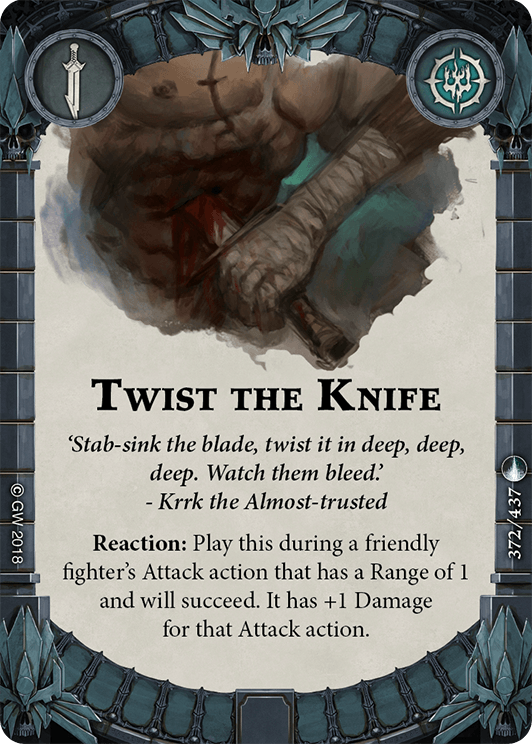 Twist the Knife
‘Stab-sink the blade, twist it in deep, deep,
deep. Watch them bleed.’
- Krrk the Almost-trusted
Reaction: Play this during a friendly
fighter’s Attack action that has a Range of 1
and will succeed. It has +1 Damage
for that Attack action.
© GW 2018
372/437